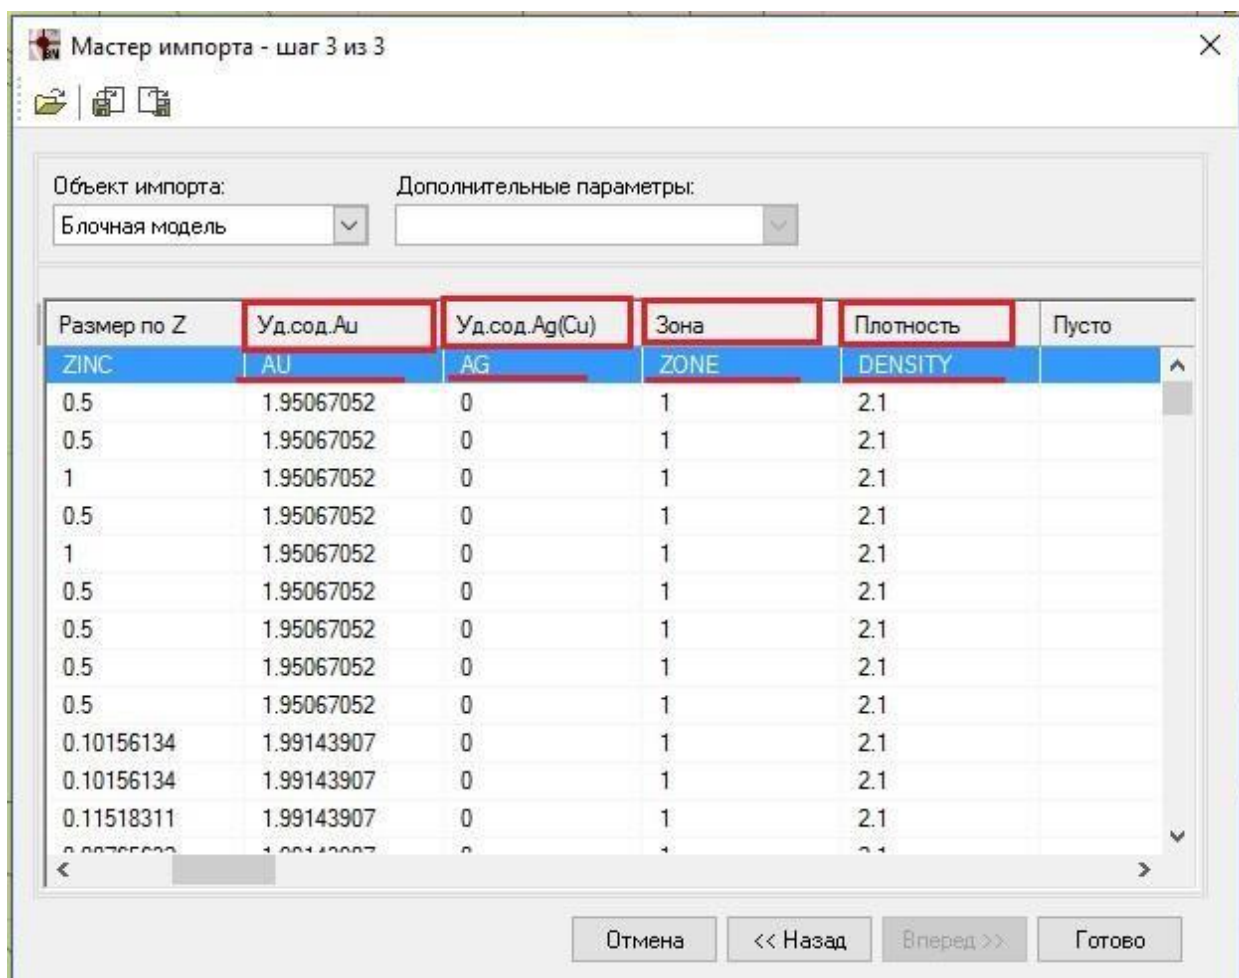 Мастер импорта - шаг 3 из 3
Объект импорта: Дополнительные параметры:
Блочная модель
Размер по Z Уд.сод.Au Уд.сод.Ag(Cu) Зона Плотность Пусто
ZINC AU AG ZONE DENSITY
0.5 1.95067052 0 1 2.1
0.5 1.95067052 0 1 2.1
1 1.95067052 0 1 2.1
0.5 1.95067052 0 1 2.1
1 1.95067052 0 1 2.1
0.5 1.95067052 0 1 2.1
0.5 1.95067052 0 1 2.1
0.5 1.95067052 0 1 2.1
0.5 1.95067052 0 1 2.1
0.10156134 1.99143907 0 1 2.1
0.10156134 1.99143907 0 1 2.1
0.11518311 1.99143907 0 1 2.1
Отмена << Назад Вперед >> Готово